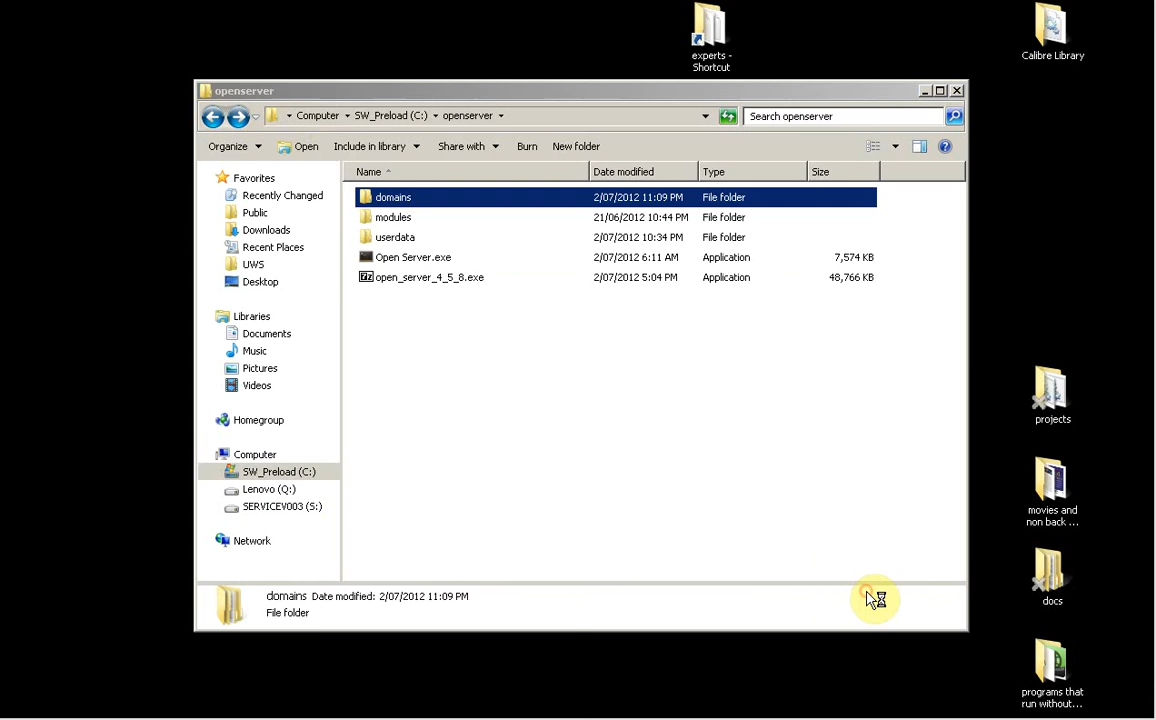 experts -
Shortcut
Calibre Library
openserver
Computer SW_Preload (C:) openserver
Search openserver
Organize Open Include in library Share with Burn New folder
Name Date modified Type Size
Favorites
Recently Changed
Public
Downloads
Recent Places
UWS
Desktop
Libraries
Documents
Music
Pictures
Videos
Homegroup
Computer
SW_Preload (C:)
Lenovo (Q:)
SERVICEV003 (S:)
Network
domains 2/07/2012 11:09 PM File folder
modules 21/06/2012 10:44 PM File folder
userdata 2/07/2012 10:34 PM File folder
Open Server.exe 2/07/2012 6:11 AM Application 7,574 KB
open_server_4_5_8.exe 2/07/2012 5:04 PM Application 48,766 KB
domains Date modified: 2/07/2012 11:09 PM
File folder
projects
movies and
non back ...
docs
programs that
run without...